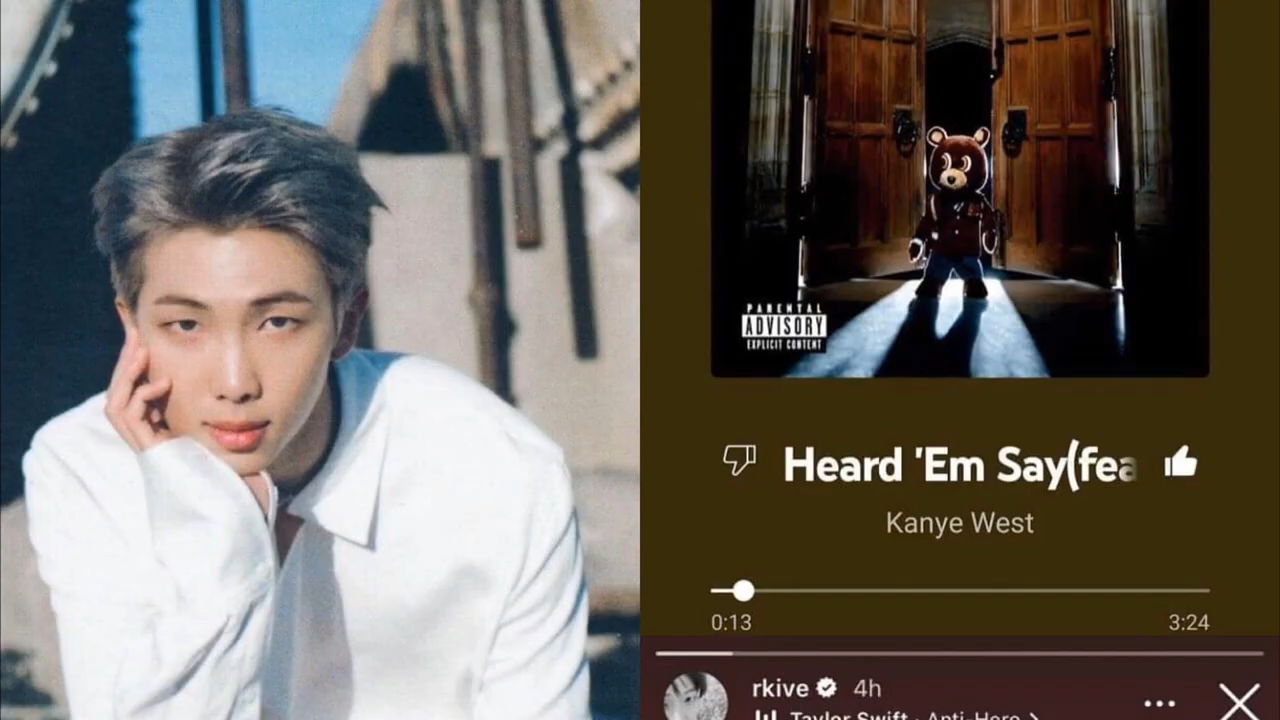 PARENTAL
ADVISORY
EXPLICIT CONTENT
Heard 'Em Say(fea
Kanye West
0:13
3:24
rkive 4h
Taylor Swift · Anti-Hero >